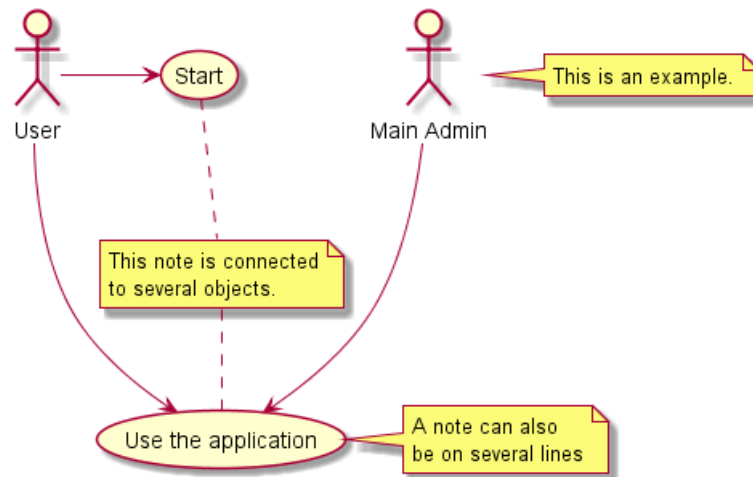 Start
This is an example.
User
Main Admin
This note is connected
to several objects.
Use the application
A note can also
be on several lines